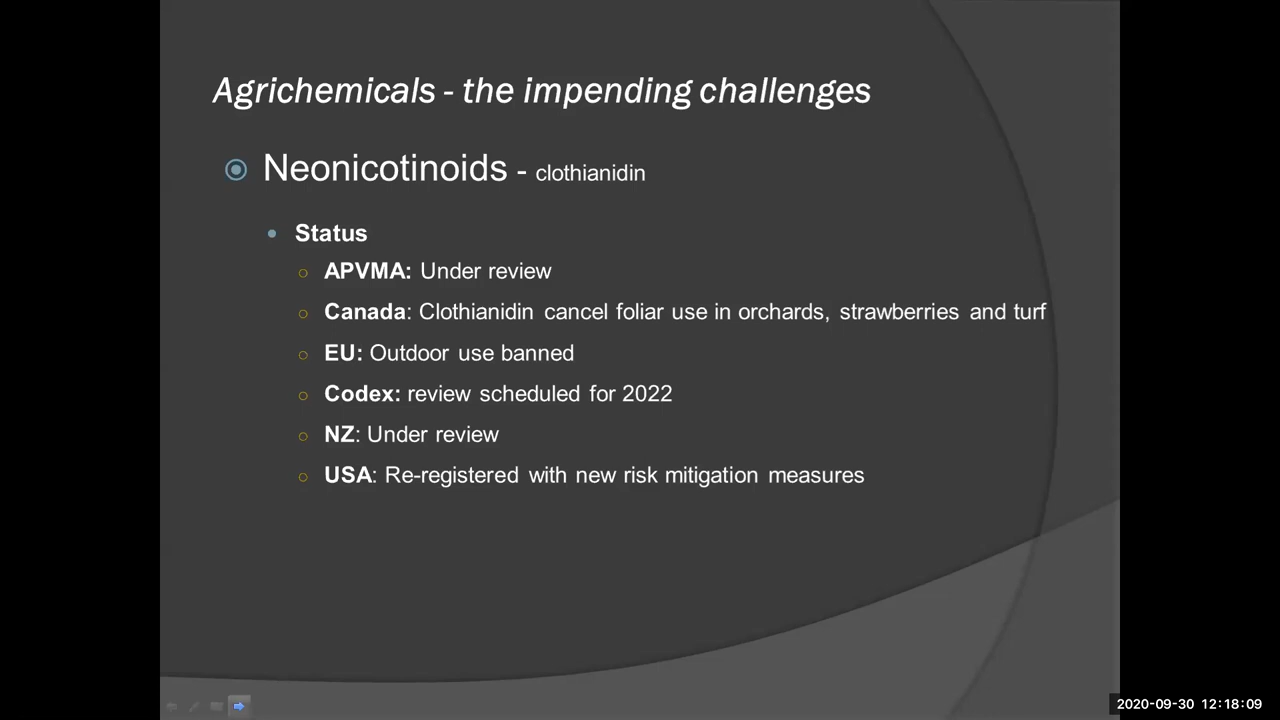 Agrichemicals - the impending challenges
Neonicotinoids - clothianidin
Status
APVMA: Under review
Canada: Clothianidin cancel foliar use in orchards, strawberries and turf
EU: Outdoor use banned
Codex: review scheduled for 2022
NZ: Under review
USA: Re-registered with new risk mitigation measures
2020-09-30 12:18:09